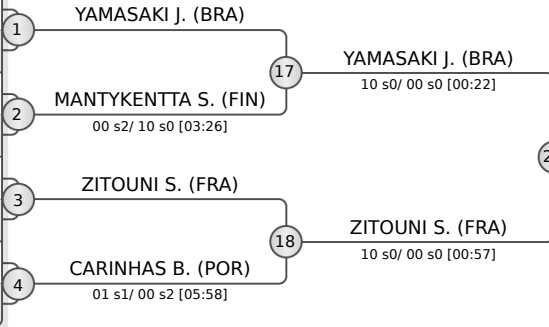 YAMASAKI J. (BRA)
1
17
YAMASAKI J. (BRA)
10 s0/ 00 s0 [00:22]
MANTYKENTTA S. (FIN)
2
00 s2/ 10 s0 [03:26]
ZITOUNI S. (FRA)
3
18
ZITOUNI S. (FRA)
10 s0/ 00 s0 [00:57]
CARINHAS B. (POR)
4
01 s1/ 00 s2 [05:58]